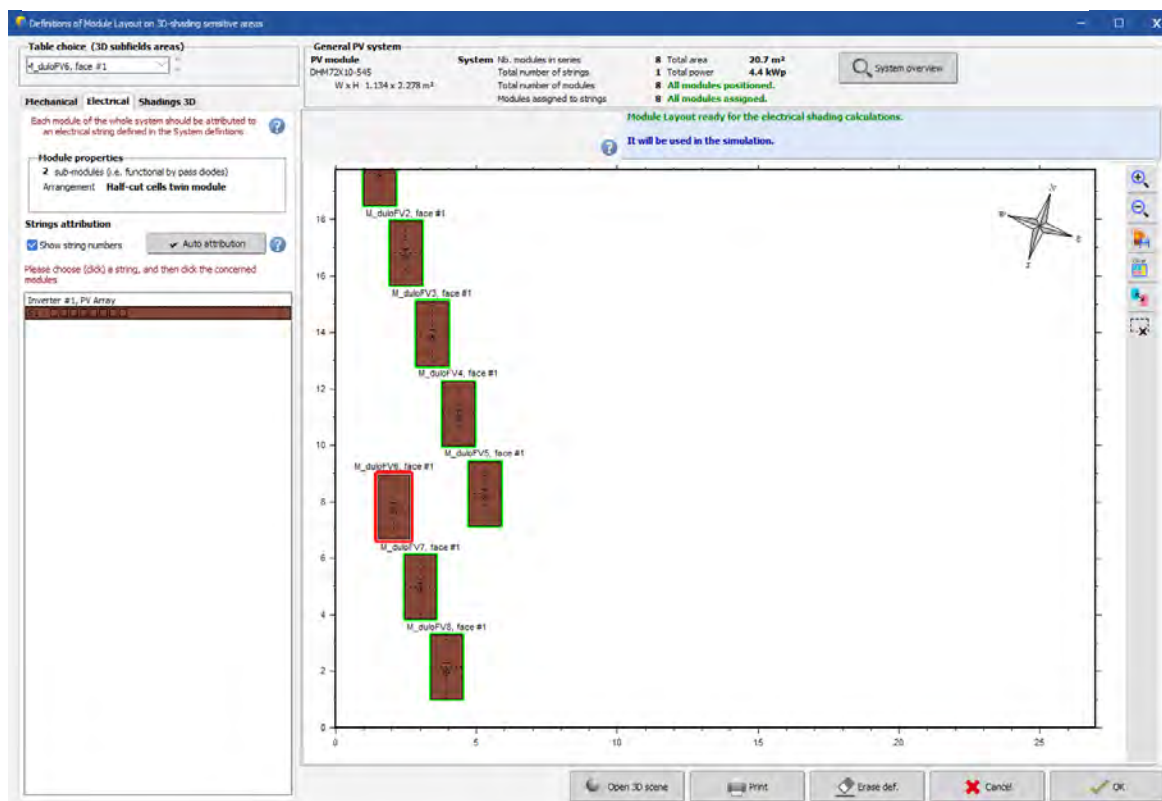 Definitions of Module Layout on 3D-shading sensitive areas
Table choice (3D subfields areas)
M_duloFV6, face #1
General PV system
PV module
DHM72X10-545
W x H 1.134 x 2.278 m²
System Nb. modules in series 8
Total number of strings 1
Total number of modules 8
Modules assigned to strings 8
Total area 20.7 m²
Total power 4.4 kWp
All modules positioned.
All modules assigned.
System overview
Mechanical Electrical Shadings 3D
Each module of the whole system should be attributed to
an electrical string defined in the System definitions
Module properties
2 sub-modules (i.e. functional by pass diodes)
Arrangement Half-cut cells twin module
Strings attribution
Show string numbers
Auto attribution
Please choose (click) a string, and then click the concerned
modules
Inverter #1, PV Array
Module Layout ready for the electrical shading calculations.
It will be used in the simulation.
M_duloFV2, face #1
M_duloFV3, face #1
M_duloFV4, face #1
M_duloFV5, face #1
M_duloFV6, face #1
M_duloFV7, face #1
M_duloFV8, face #1
18
16
14
12
10
8
6
4
2
0
0 5 10 15 20 25
N
W
E
S
Open 3D scene
Print
Erase def.
Cancel
OK